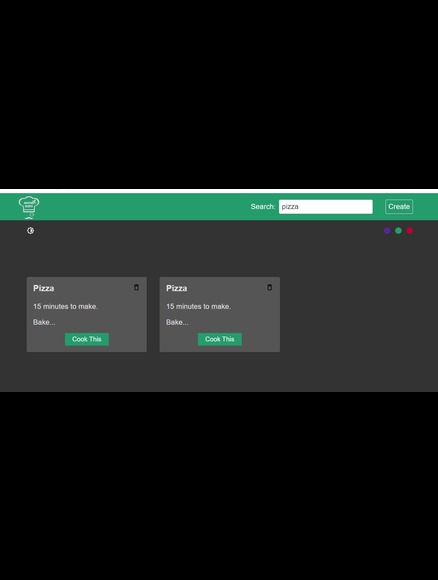 Search: pizza Create
Pizza
15 minutes to make.
Bake...
Cook This
Pizza
15 minutes to make.
Bake...
Cook This